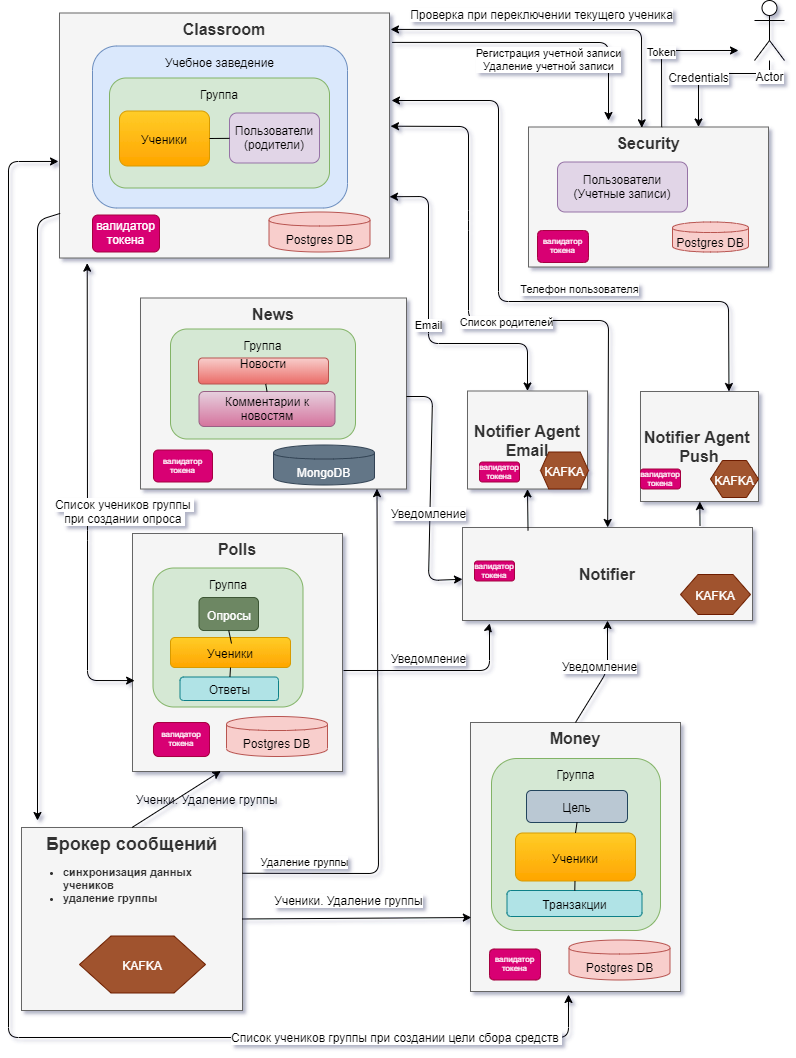 Classroom
Проверка при переключении текущего ученика
Учебное заведение
Регистрация учетной записи
Удаление учетной записи
Token
Credentials
Actor
Группа
Ученики
Пользователи
(родители)
валидатор
токена
Postgres DB
Security
Пользователи
(Учетные записи)
валидатор
токена
Postgres DB
Телефон пользователя
Email
Список родителей
News
Группа
Новости
Комментарии к
новостям
валидатор
токена
MongoDB
Notifier Agent
Email
валидатор
токена
KAFKA
Notifier Agent
Push
валидатор
токена
KAFKA
Список учеников группы
при создании опроса
Уведомление
Notifier
валидатор
токена
KAFKA
Polls
Группа
Опросы
Ученики
ответы
валидатор
токена
Postgres DB
Уведомление
Уведомление
Money
Группа
Цель
Ученики
Транзакции
валидатор
токена
Postgres DB
Ученки. Удаление группы
Брокер сообщений
синхронизация данных
учеников
удаление группы
KAFKA
Удаление группы
Ученики. Удаление группы
Список учеников группы при создании цели сбора средств